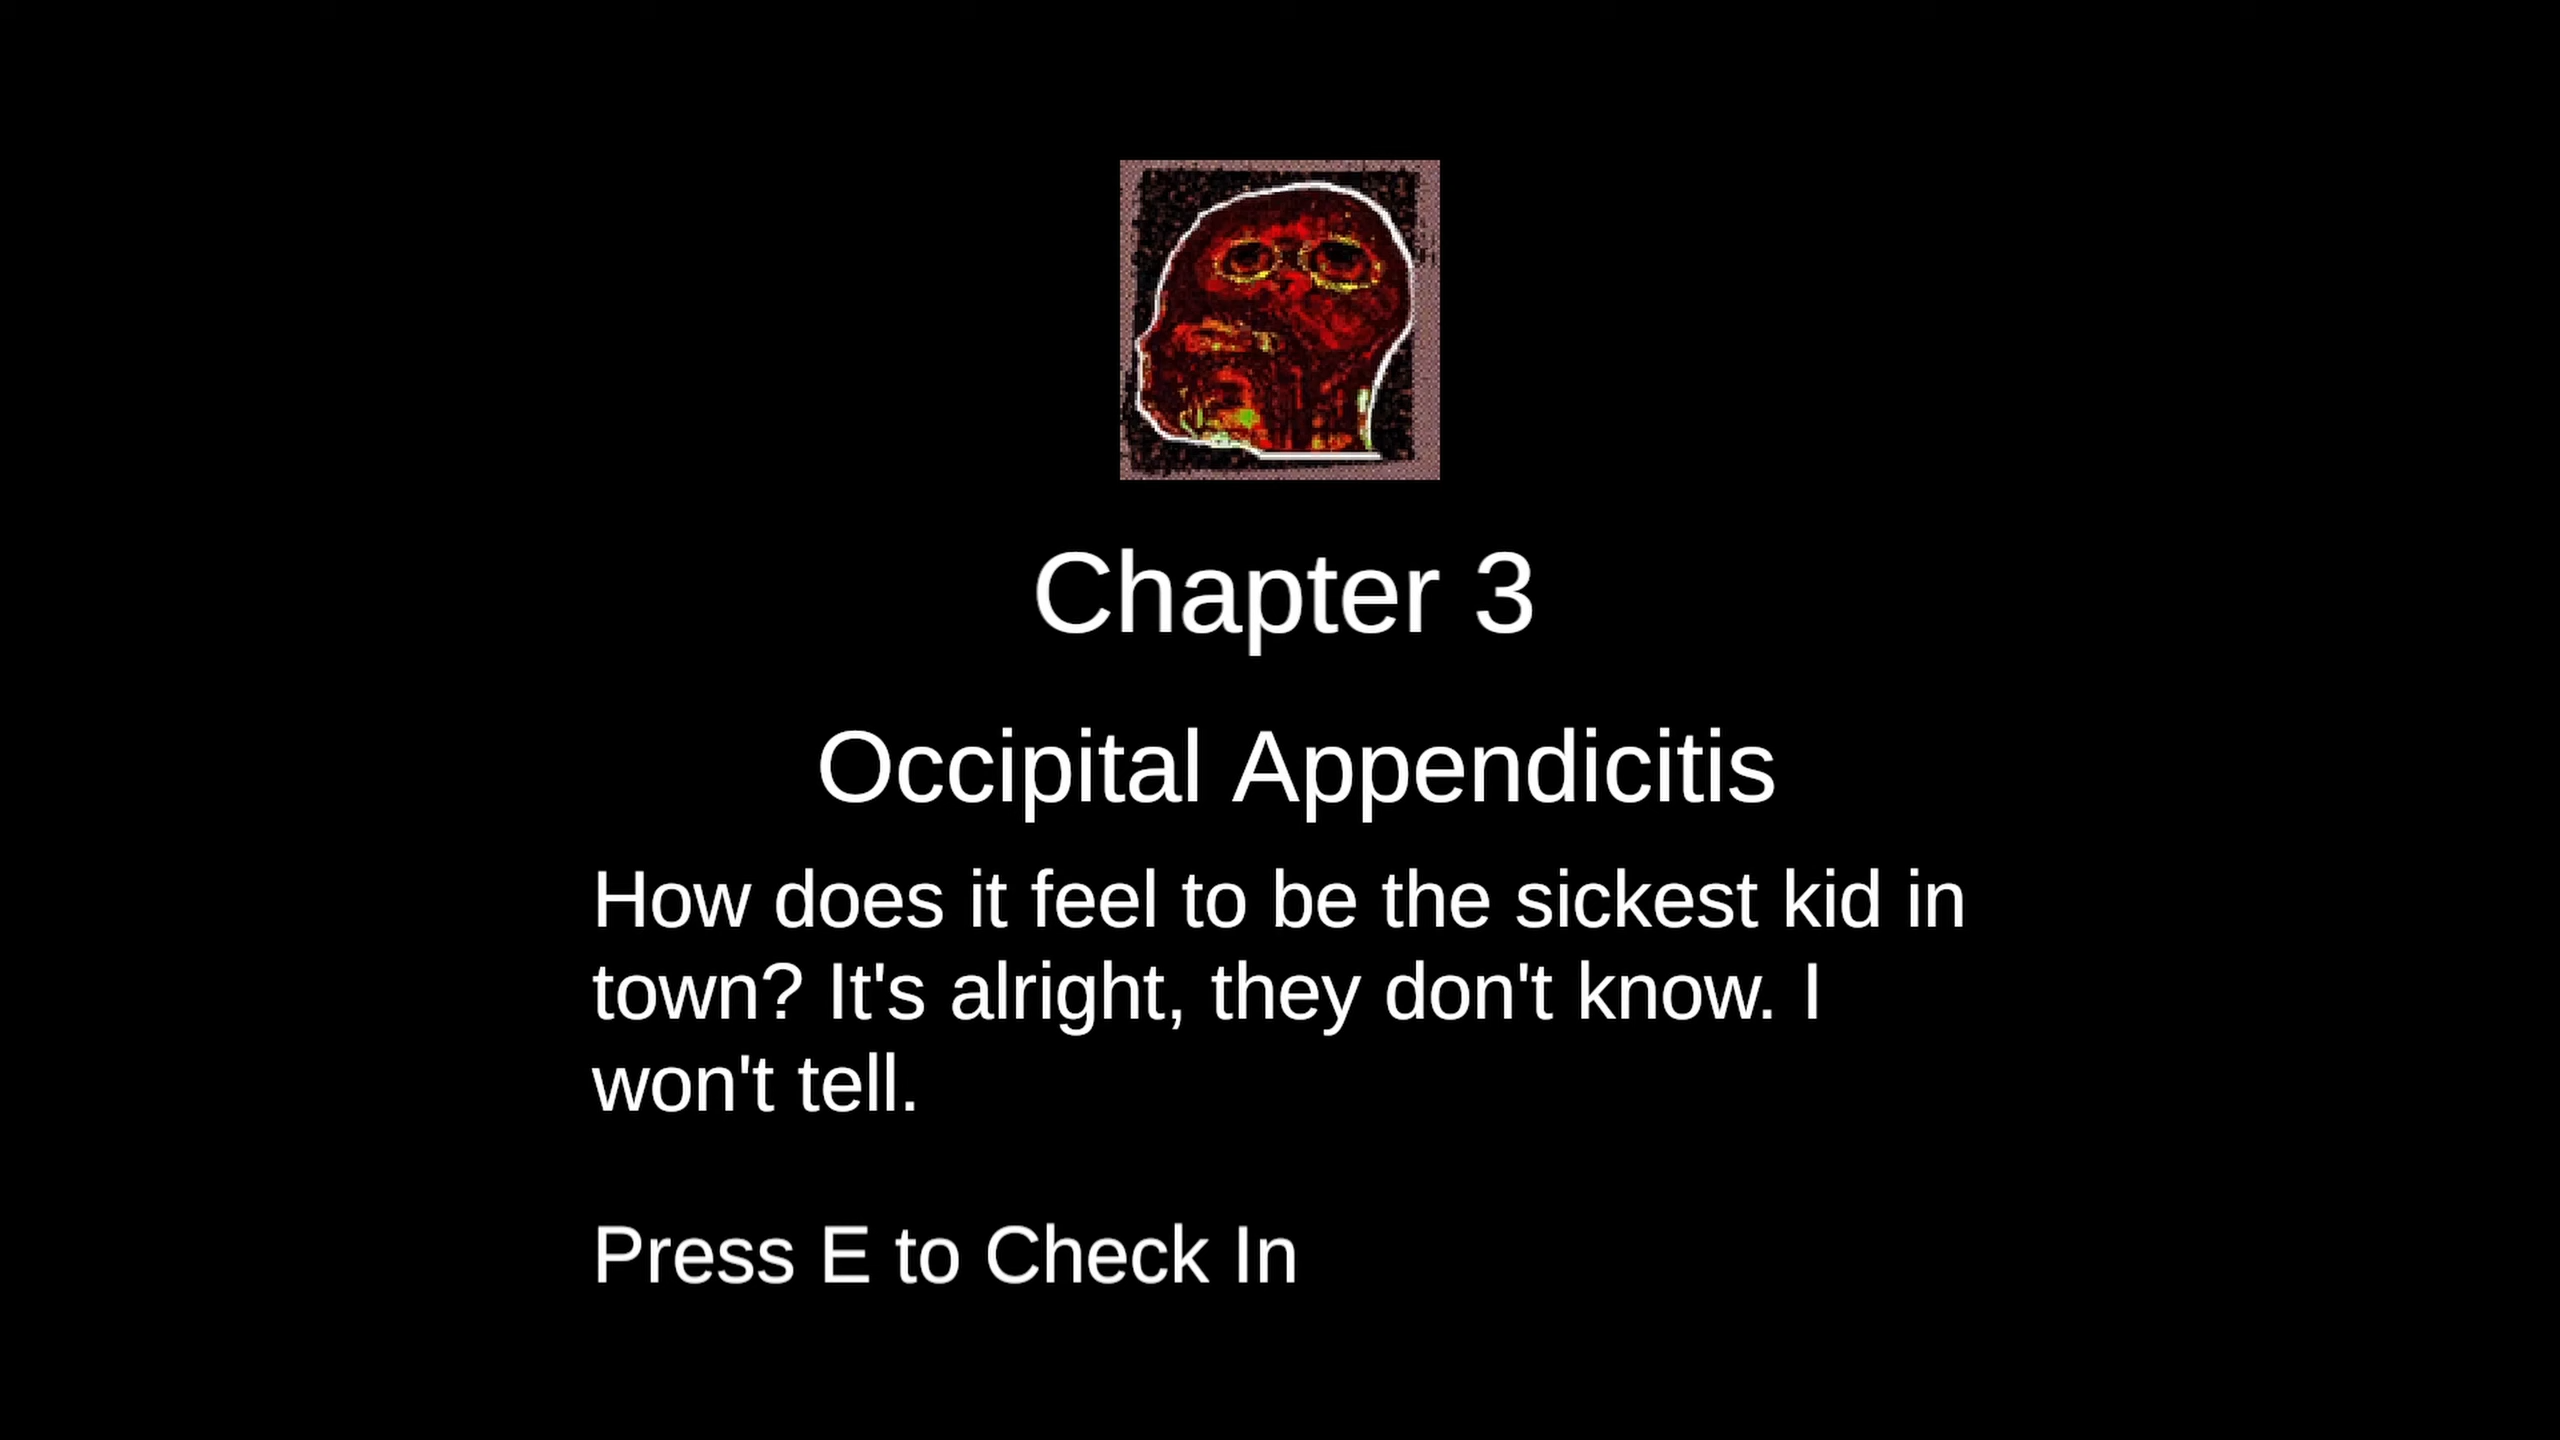 Chapter 3
Occipital Appendicitis
How does it feel to be the sickest kid in
town? It's alright, they don't know. I
won't tell.
Press E to Check In